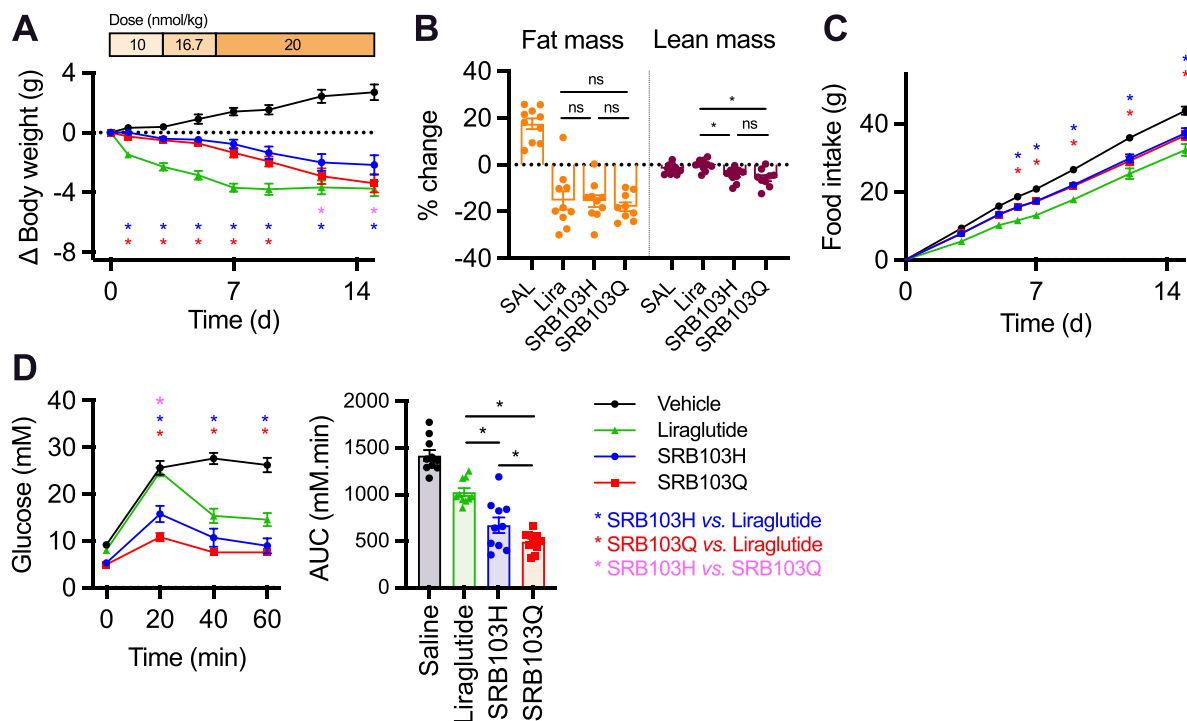 A
Dose (nmol/kg)
10 16.7 20
Δ Body weight (g)
4
0
-4
-8
* * * * * * * *
* * * * * *
* *
0 7 14
Time (d)
B
Fat mass Lean mass
% change
40
20
0
-20
-40
ns
ns ns
*
* ns
SAL Lira SRB103H SRB103Q SAL Lira SRB103H SRB103Q
C
Food intake (g)
40
20
0
* * * * *
* * * * *
0 7 14
Time (d)
D
Glucose (mM)
40
30
20
10
0
*
* * *
* * *
0 20 40 60
Time (min)
AUC (mM.min)
2000
1500
1000
500
0
*
*
*
Saline Liraglutide SRB103H SRB103Q
Vehicle
Liraglutide
SRB103H
SRB103Q
* SRB103H vs. Liraglutide
* SRB103Q vs. Liraglutide
* SRB103H vs. SRB103Q